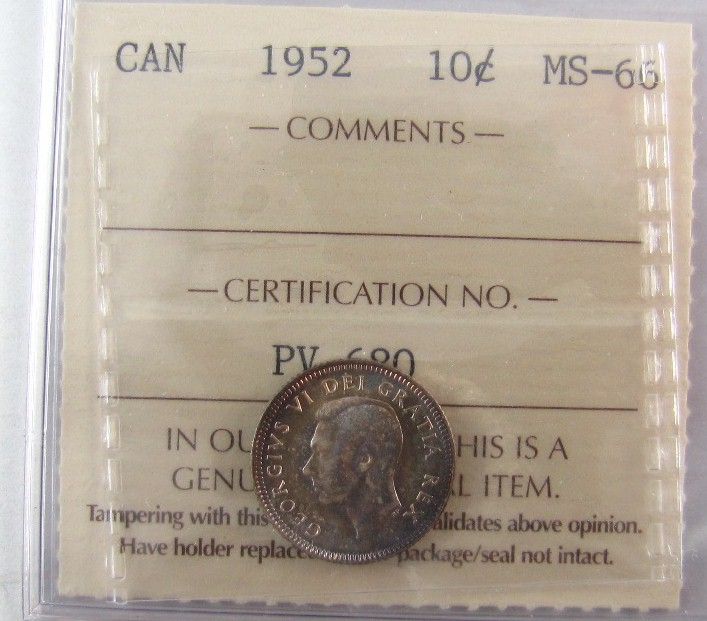 CAN 1952 10¢ MS-66
— COMMENTS —
— CERTIFICATION NO. —
PV 680
IN OU HIS IS A
GENU L ITEM.
Tampering with this alidates above opinion.
Have holder replace package/seal not intact.
GEORGIVS VI DEI GRATIA REX